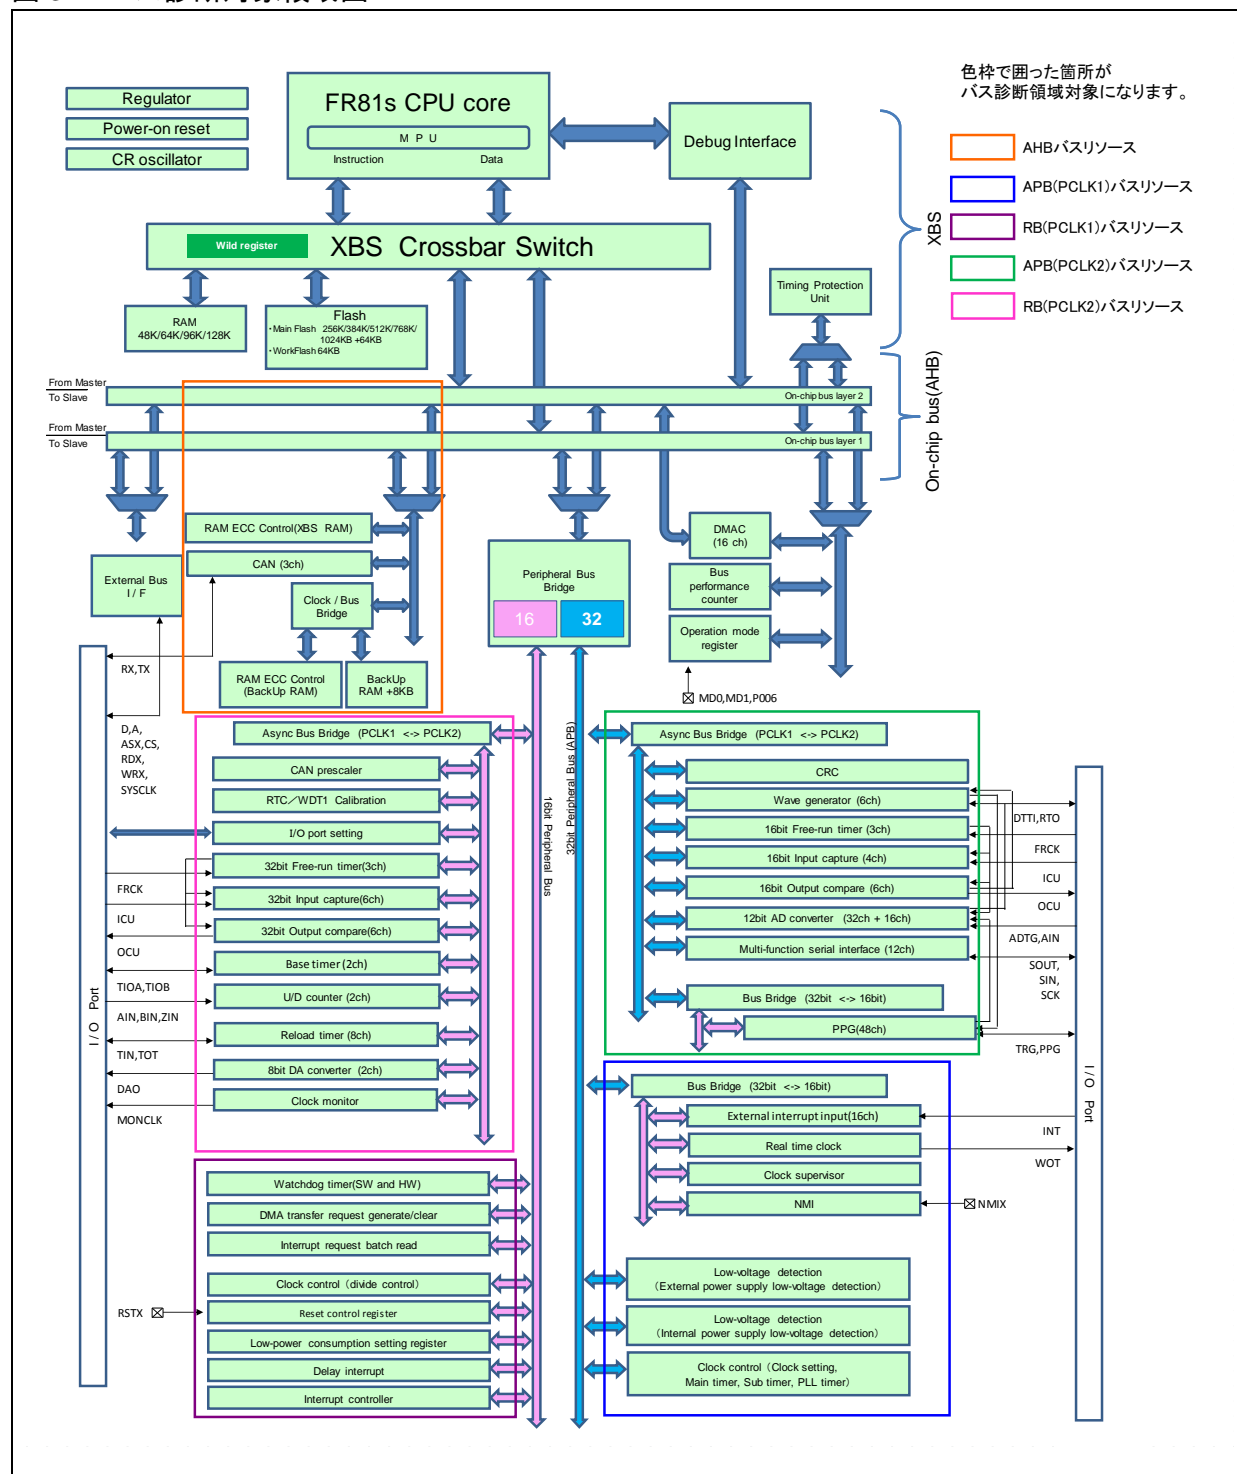 Regulator
Power-on reset
CR oscillator
FR81s CPU core
M P U
Instruction
Data
Debug Interface
色枠で囲った箇所が
バス診断領域対象になります。
AHBバスリソース
APB(PCLK1)バスリソース
RB(PCLK1)バスリソース
APB(PCLK2)バスリソース
RB(PCLK2)バスリソース
XBS
On-chip bus(AHB)
Wild register
XBS Crossbar Switch
Timing Protection
Unit
RAM
48K/64K/96K/128K
Flash
・Main Flash 256K/384K/512K/768K/
1024KB +64KB
・WorkFlash 64KB
From Master
To Slave
On-chip bus layer 2
From Master
To Slave
On-chip bus layer 1
RAM ECC Control(XBS RAM)
CAN (3ch)
External Bus
I / F
Clock / Bus
Bridge
RAM ECC Control
(BackUp RAM)
BackUp
RAM +8KB
Peripheral Bus
Bridge
16
32
DMAC
(16 ch)
Bus
performance
counter
Operation mode
register
MD0,MD1,P006
RX,TX
D,A,
ASX,CS,
RDX,
WRX,
SYSCLK
I / O Port
16bit Peripheral Bus
32bit Peripheral Bus (APB)
Async Bus Bridge (PCLK1 <-> PCLK2)
CAN prescaler
RTC／WDT1 Calibration
I/O port setting
32bit Free-run timer(3ch)
FRCK
32bit Input capture(6ch)
ICU
32bit Output compare(6ch)
OCU
Base timer (2ch)
TIOA,TIOB
U/D counter (2ch)
AIN,BIN,ZIN
Reload timer (8ch)
TIN,TOT
8bit DA converter (2ch)
DAO
Clock monitor
MONCLK
Async Bus Bridge (PCLK1 <-> PCLK2)
CRC
Wave generator (6ch)
DTTI,RTO
16bit Free-run timer (3ch)
FRCK
16bit Input capture (4ch)
ICU
16bit Output compare (6ch)
OCU
12bit AD converter (32ch + 16ch)
ADTG,AIN
Multi-function serial interface (12ch)
SOUT,
SIN,
SCK
Bus Bridge (32bit <-> 16bit)
PPG(48ch)
TRG,PPG
I / O Port
Bus Bridge (32bit <-> 16bit)
External interrupt input(16ch)
INT
Real time clock
WOT
Clock supervisor
NMI
NMIX
Low-voltage detection
（External power supply low-voltage detection）
Low-voltage detection
（Internal power supply low-voltage detection）
Clock control（Clock setting,
Main timer, Sub timer, PLL timer）
Watchdog timer(SW and HW)
DMA transfer request generate/clear
Interrupt request batch read
Clock control（divide control）
RSTX
Reset control register
Low-power consumption setting register
Delay interrupt
Interrupt controller